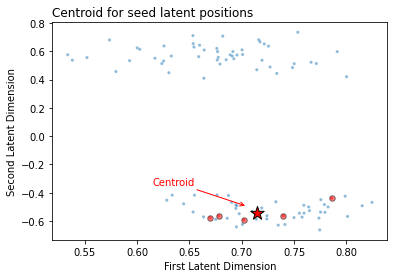 Centroid for seed latent positions
Second Latent Dimension
0.8
0.6
0.4
0.2
0.0
−0.2
−0.4
−0.6
Centroid
0.55 0.60 0.65 0.70 0.75 0.80
First Latent Dimension